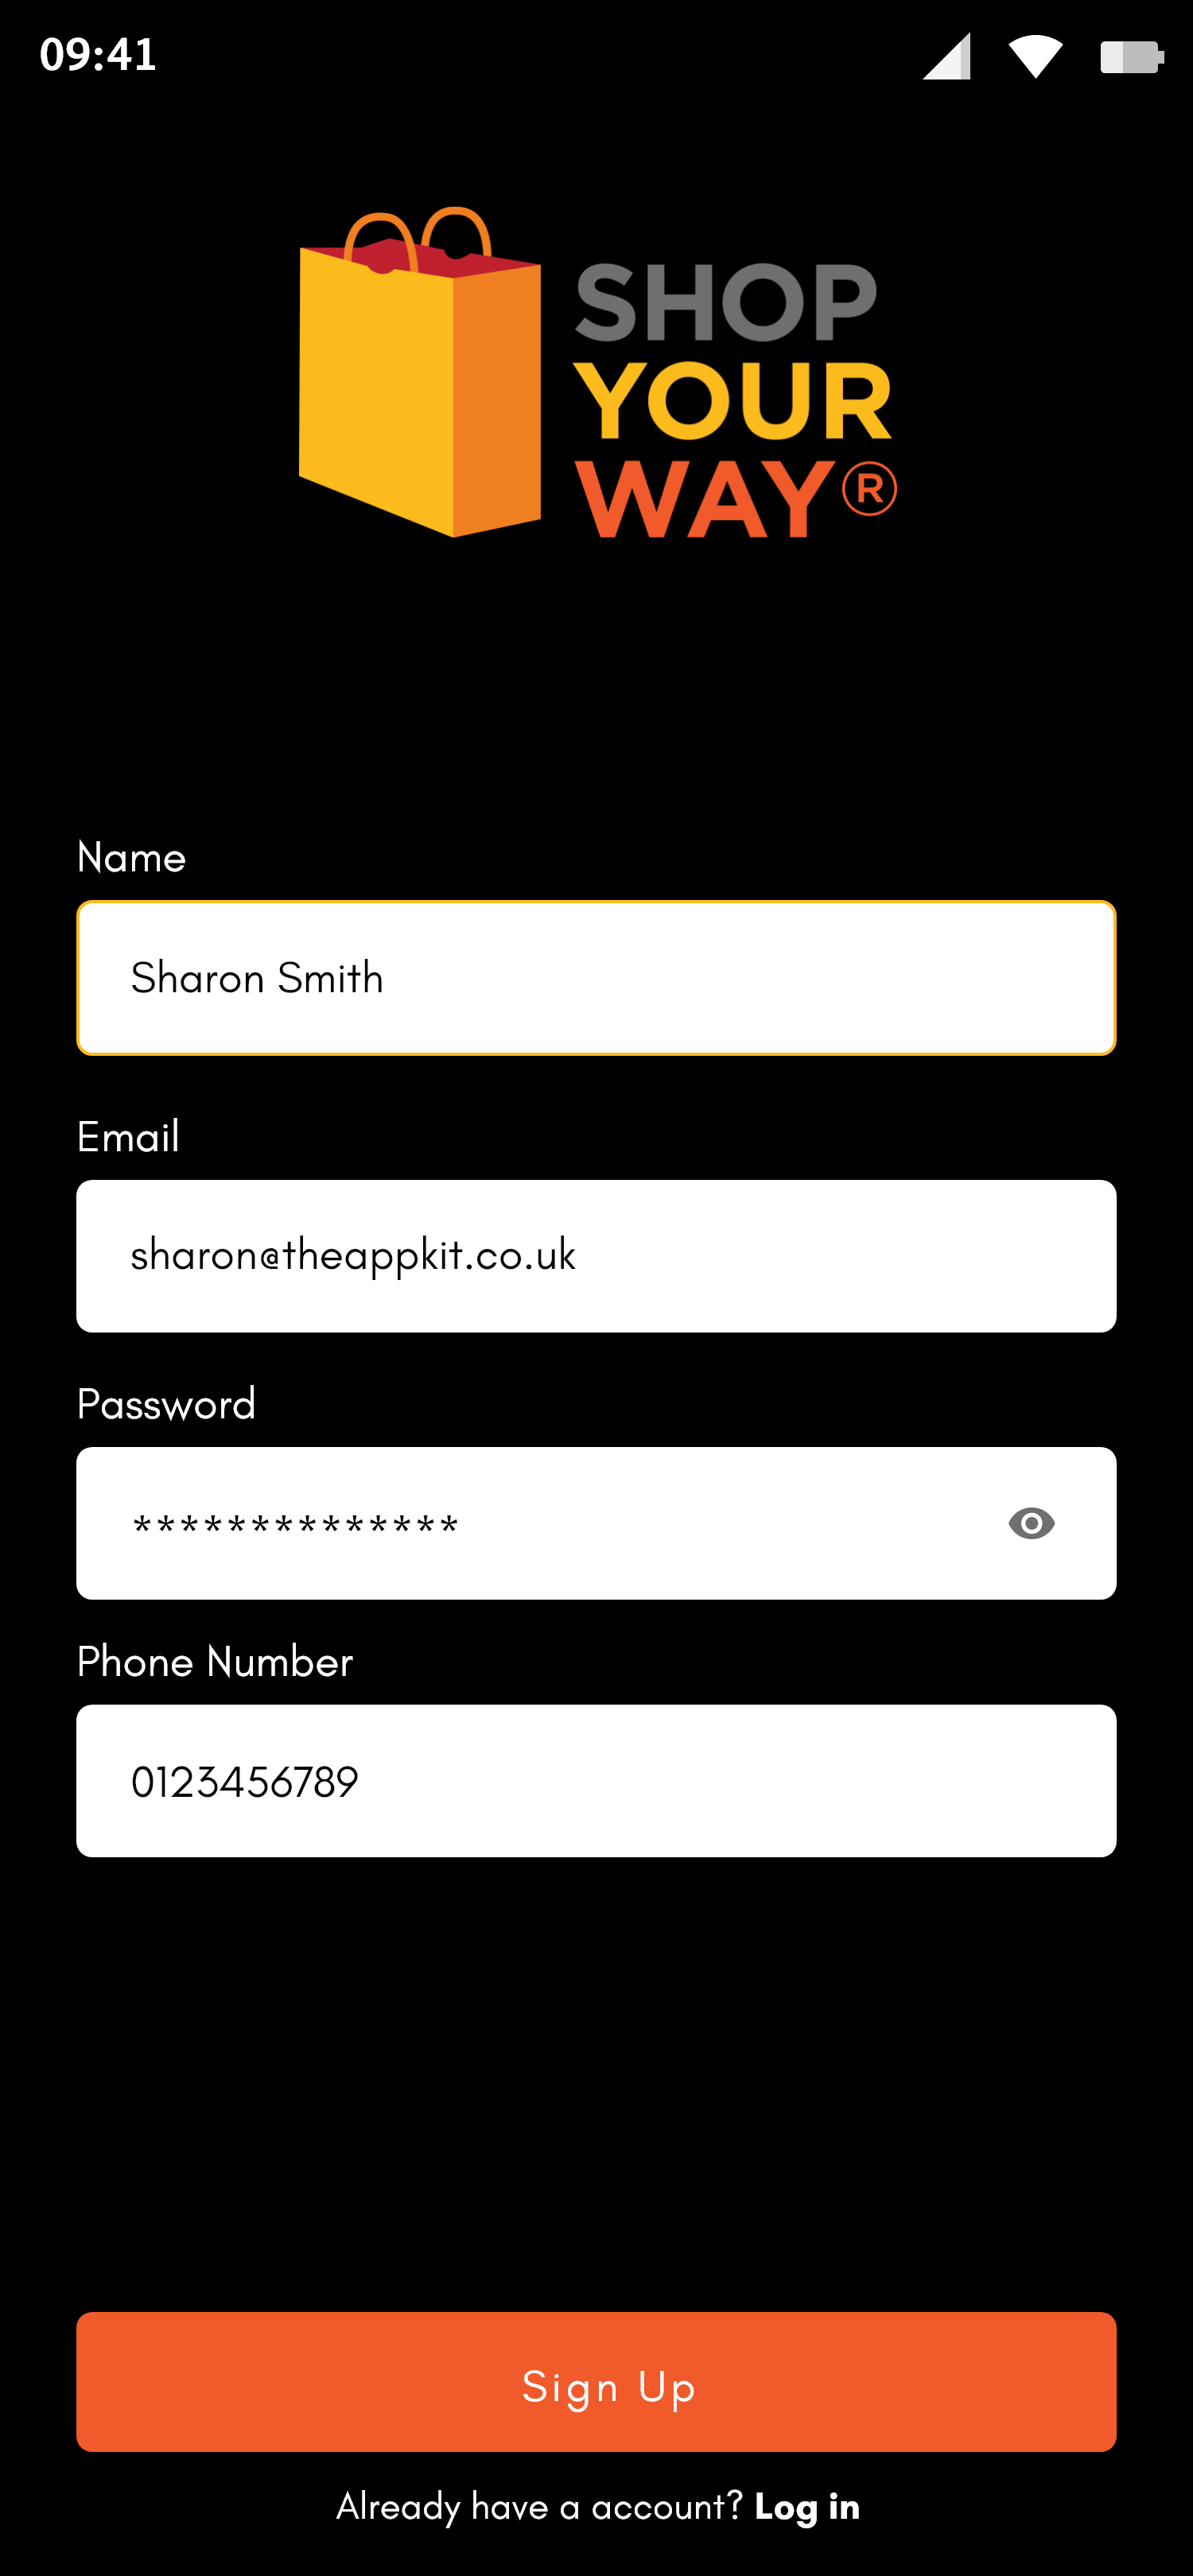 09:41
SHOP
YOUR
WAY®
Name
Sharon Smith
Email
sharon@theappkit.co.uk
Password
**************
Phone Number
0123456789
Sign Up
Already have a account? Log in